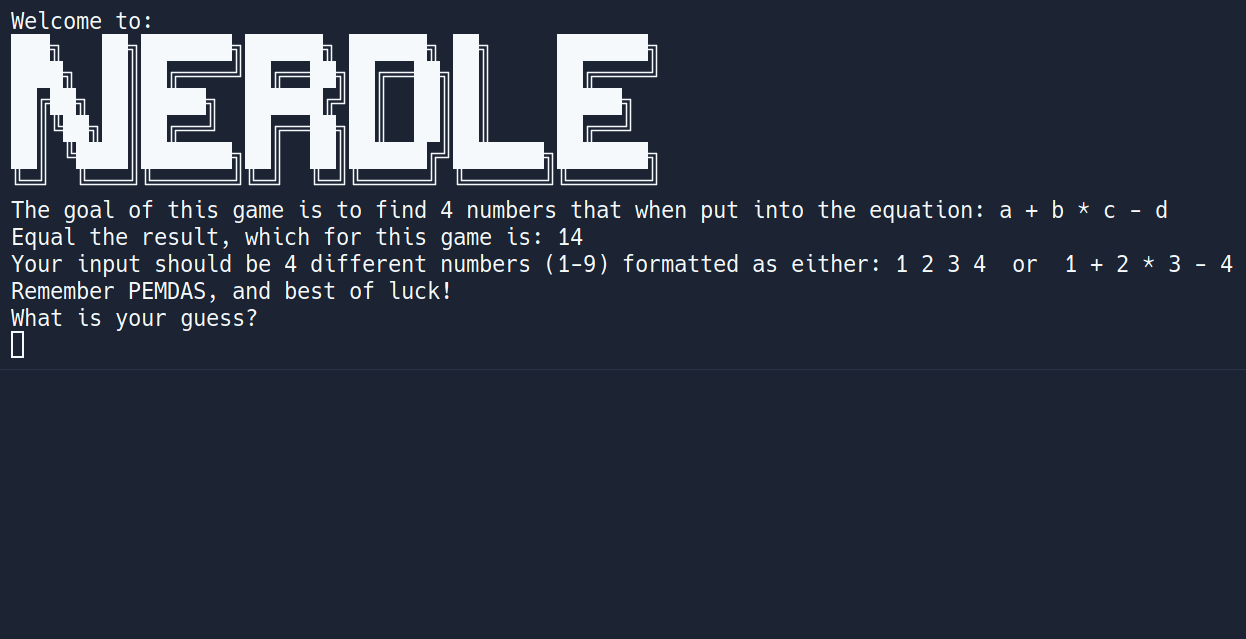 Welcome to:
NERDLE
The goal of this game is to find 4 numbers that when put into the equation: a + b * c - d
Equal the result, which for this game is: 14
Your input should be 4 different numbers (1-9) formatted as either: 1 2 3 4  or  1 + 2 * 3 - 4
Remember PEMDAS, and best of luck!
What is your guess?